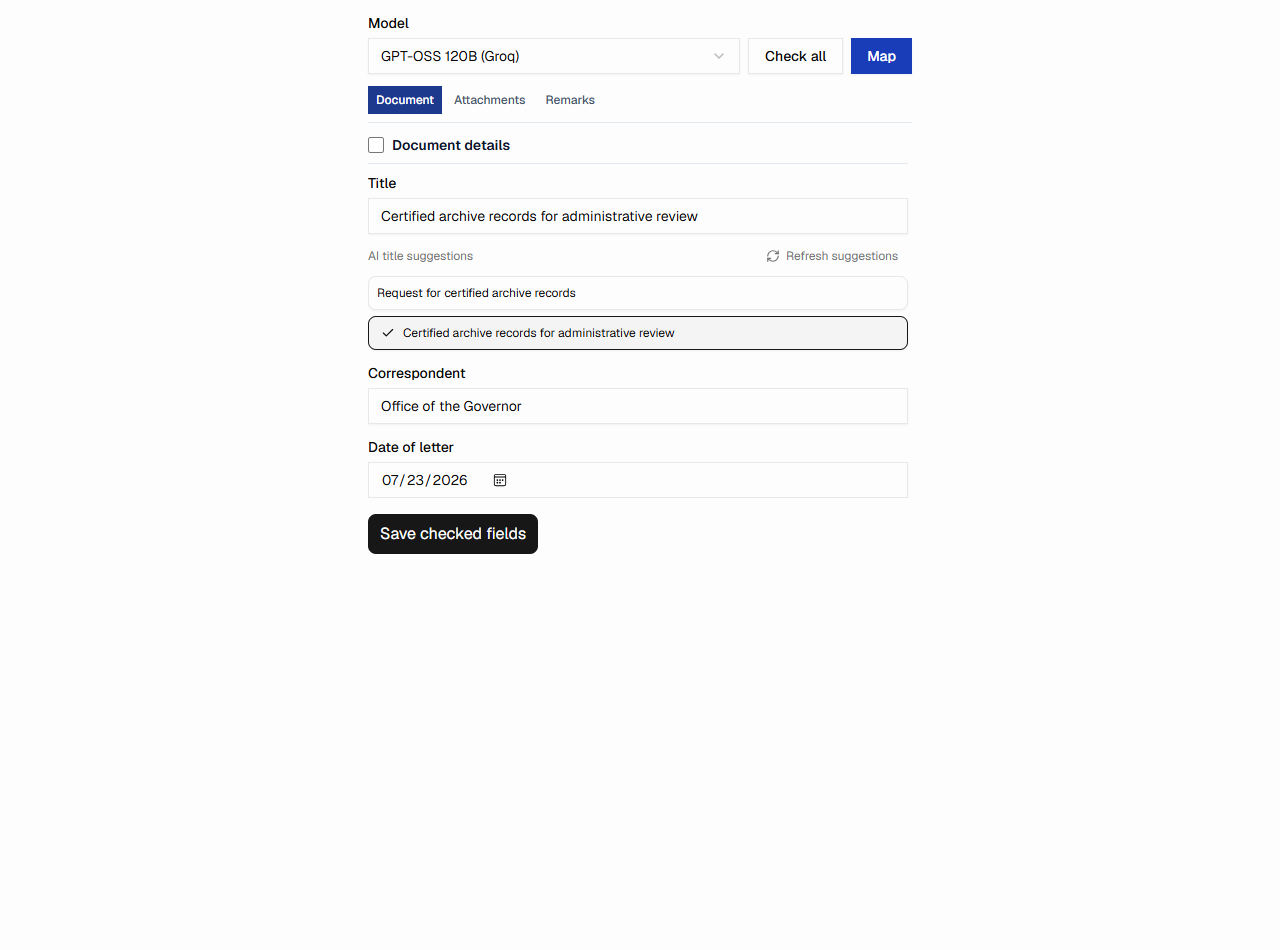 Model
GPT-OSS 120B (Groq)
Check all
Map
Document
Attachments
Remarks
Document details
Title
Certified archive records for administrative review
AI title suggestions
Refresh suggestions
Request for certified archive records
Certified archive records for administrative review
Correspondent
Office of the Governor
Date of letter
07/23/2026
Save checked fields